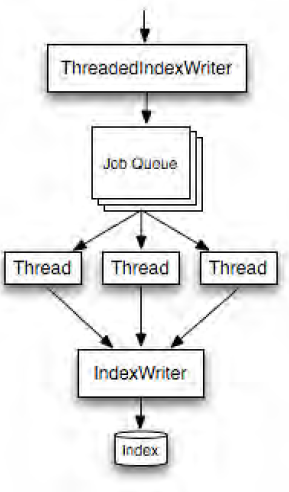 ThreadedIndexWriter
Job Queue
Thread
Thread
Thread
IndexWriter
Index